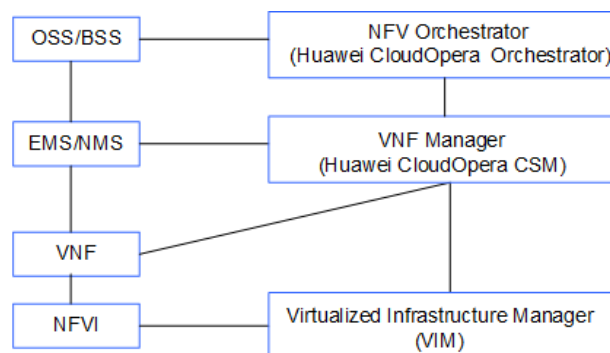 OSS/BSS
NFV Orchestrator
(Huawei CloudOpera Orchestrator)
EMS/NMS
VNF Manager
(Huawei CloudOpera CSM)
VNF
NFVI
Virtualized Infrastructure Manager
(VIM)